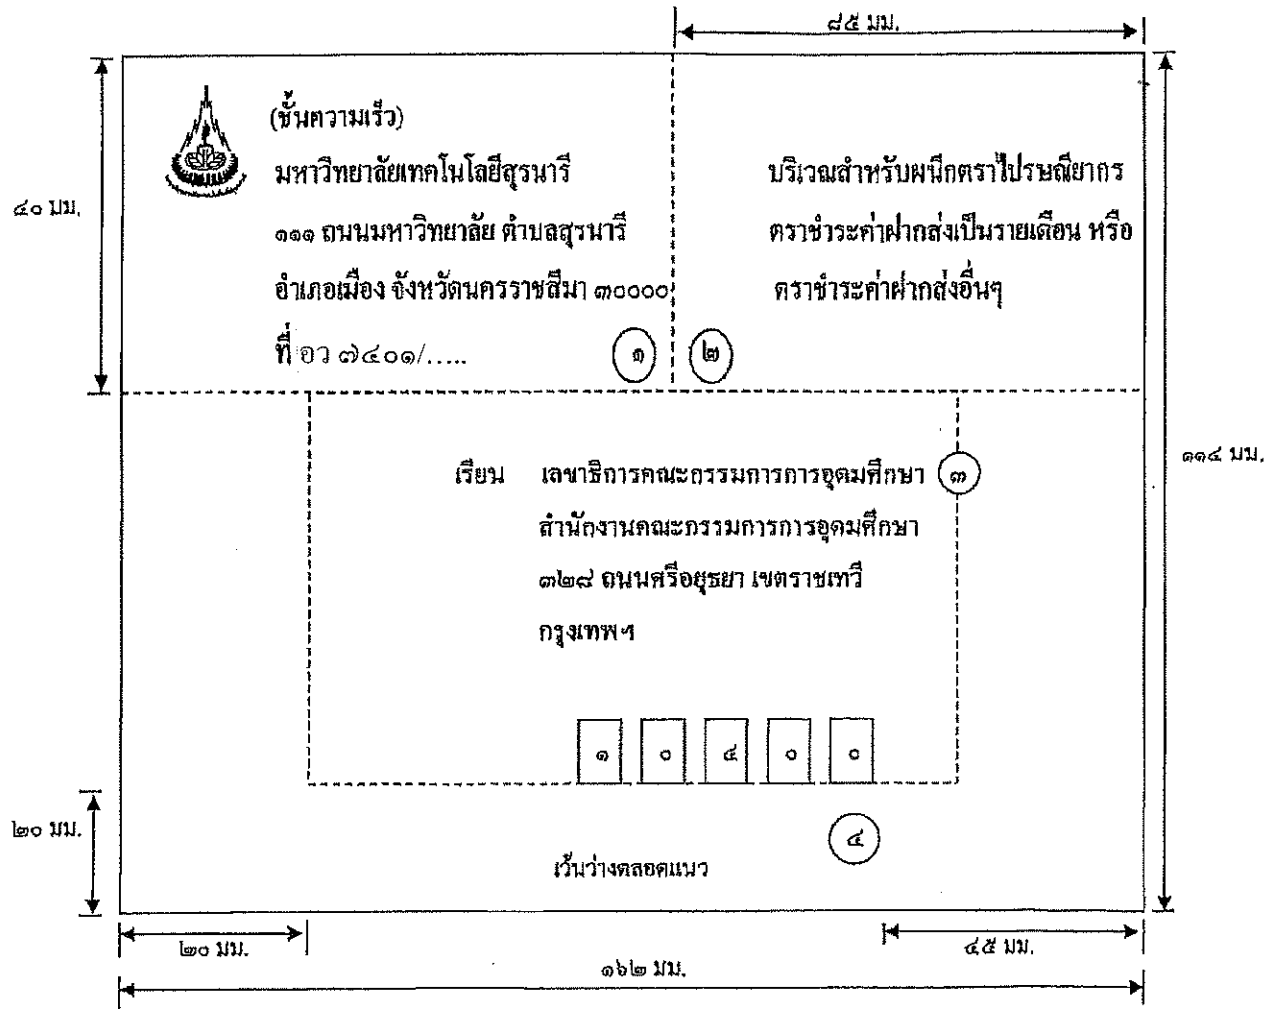 ๘๕ มม.
(ชั้นความเร็ว)
มหาวิทยาลัยเทคโนโลยีสุรนารี
๑๑๑ ถนนมหาวิทยาลัย ตำบลสุรนารี
อำเภอเมือง จังหวัดนครราชสีมา ๓๐๐๐๐
ที่ อว ๗๔๐๑/.....
๑
บริเวณสำหรับผนึกตราไปรษณียากร
ตราชำระค่าฝากส่งเป็นรายเดือน หรือ
ตราชำระค่าฝากส่งอื่นๆ
๒
๔๐ มม.
๑๑๔ มม.
เรียน เลขาธิการคณะกรรมการการอุดมศึกษา
๓
สำนักงานคณะกรรมการการอุดมศึกษา
๓๒๘ ถนนศรีอยุธยา เขตราชเทวี
กรุงเทพฯ
๑ ๐ ๔ ๐ ๐
๒๐ มม.
๔
เว้นว่างตลอดแนว
๒๐ มม.
๔๕ มม.
๑๖๒ มม.